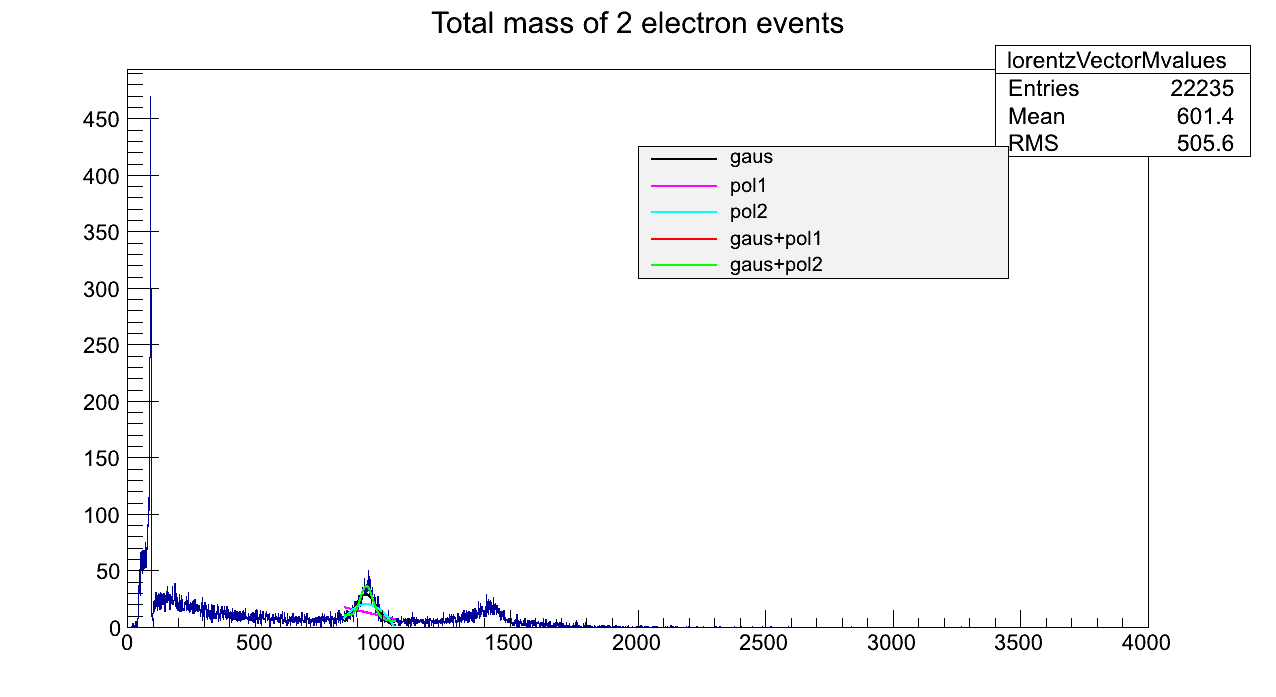 Total mass of 2 electron events
lorentzVectorMvalues
Entries 22235
Mean 601.4
RMS 505.6
gaus
pol1
pol2
gaus+pol1
gaus+pol2
450
400
350
300
250
200
150
100
50
0
0 500 1000 1500 2000 2500 3000 3500 4000